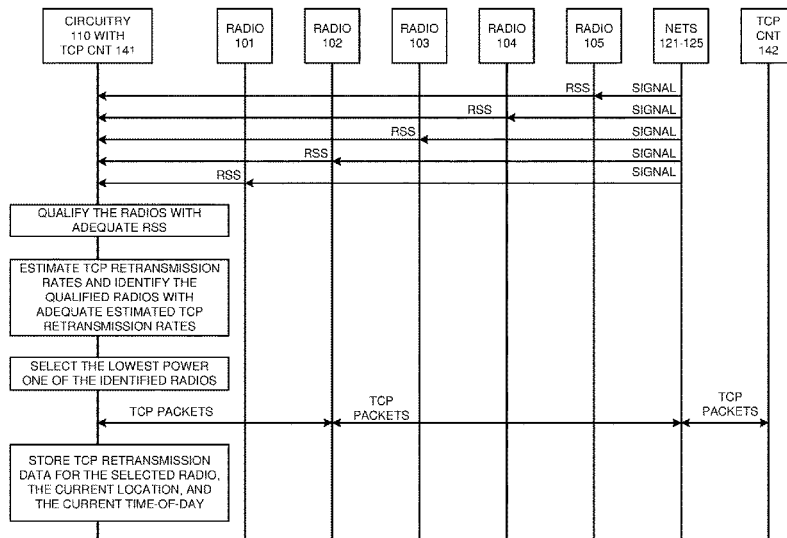 CIRCUITRY
110 WITH
TCP CNT 141
RADIO
101
RADIO
102
RADIO
103
RADIO
104
RADIO
105
NETS
121-125
TCP
CNT
142
RSS
SIGNAL
RSS
SIGNAL
RSS
SIGNAL
RSS
SIGNAL
RSS
SIGNAL
QUALIFY THE RADIOS WITH
ADEQUATE RSS
ESTIMATE TCP RETRANSMISSION
RATES AND IDENTIFY THE
QUALIFIED RADIOS WITH
ADEQUATE ESTIMATED TCP
RETRANSMISSION RATES
SELECT THE LOWEST POWER
ONE OF THE IDENTIFIED RADIOS
TCP PACKETS
TCP
PACKETS
TCP
PACKETS
STORE TCP RETRANSMISSION
DATA FOR THE SELECTED RADIO,
THE CURRENT LOCATION, AND
THE CURRENT TIME-OF-DAY